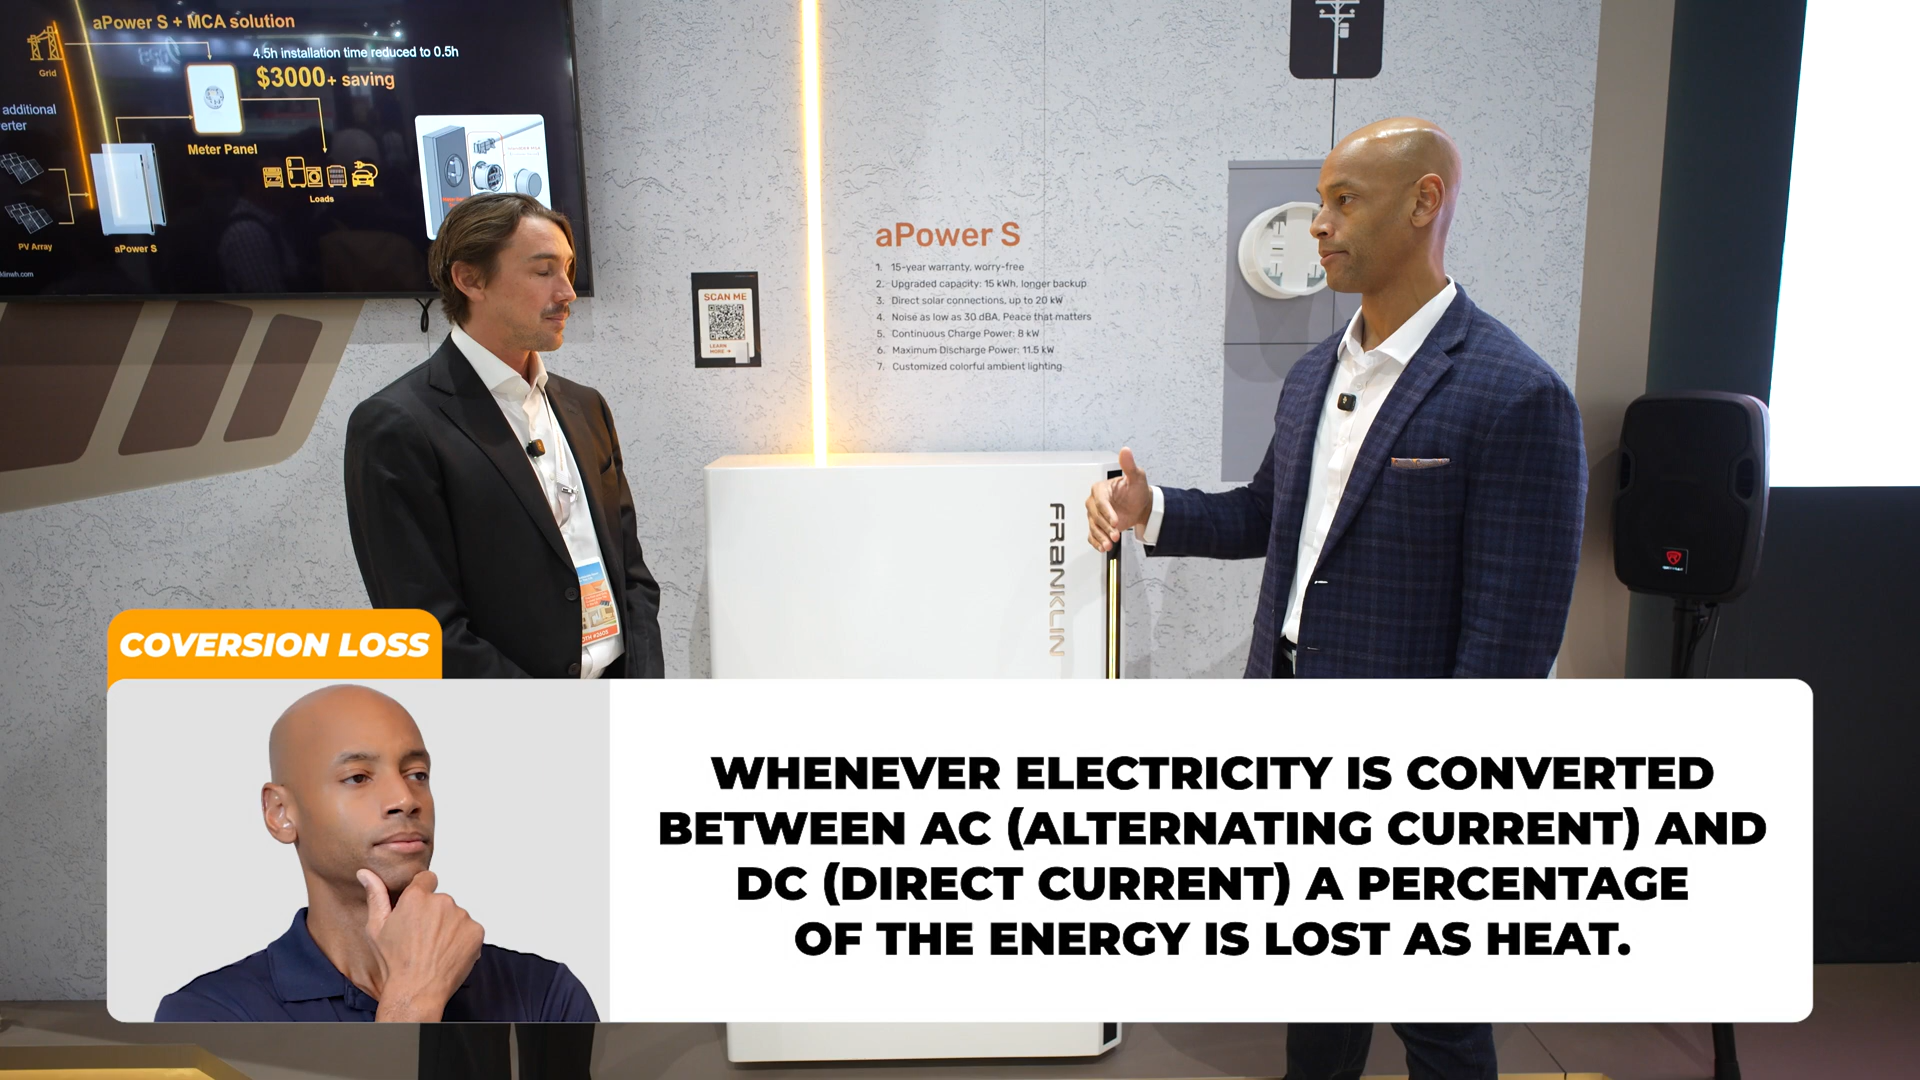 aPower S + MCA solution
4.5h installation time reduced to 0.5h
$3000+ saving
Grid
additional
erter
Meter Panel
Loads
PV Array
aPower S
klinwh.com
SCAN ME
LEARN
MORE →
aPower S
1. 15-year warranty, worry-free
2. Upgraded capacity: 15 kWh, longer backup
3. Direct solar connections, up to 20 kW
4. Noise as low as 30 dBA, Peace that matters
5. Continuous Charge Power: 8 kW
6. Maximum Discharge Power: 11.5 kW
7. Customized colorful ambient lighting
FRANKLIN
COVERSION LOSS
WHENEVER ELECTRICITY IS CONVERTED
BETWEEN AC (ALTERNATING CURRENT) AND
DC (DIRECT CURRENT) A PERCENTAGE
OF THE ENERGY IS LOST AS HEAT.